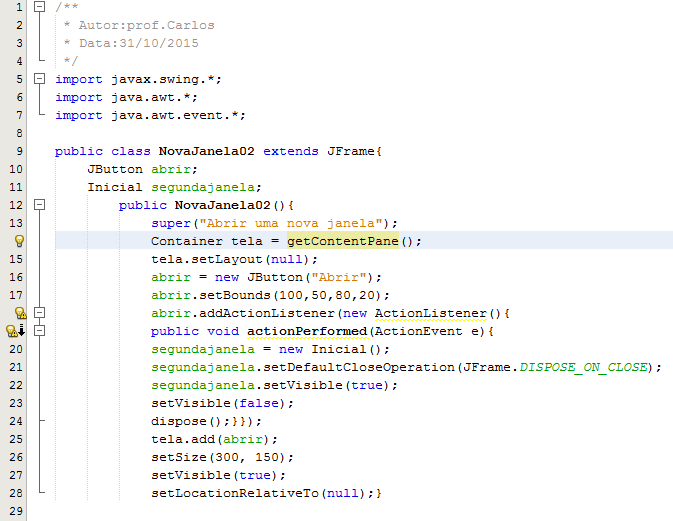 1 /**
2 * Autor:prof.Carlos
3 * Data:31/10/2015
4 */
5 import javax.swing.*;
6 import java.awt.*;
7 import java.awt.event.*;
8
9 public class NovaJanela02 extends JFrame{
10 JButton abrir;
11 Inicial segundajanela;
12 public NovaJanela02(){
13 super("Abrir uma nova janela");
Container tela = getContentPane();
15 tela.setLayout(null);
16 abrir = new JButton("Abrir");
17 abrir.setBounds(100,50,80,20);
abrir.addActionListener(new ActionListener(){
public void actionPerformed(ActionEvent e){
20 segundajanela = new Inicial();
21 segundajanela.setDefaultCloseOperation(JFrame.DISPOSE_ON_CLOSE);
22 segundajanela.setVisible(true);
23 setVisible(false);
24 dispose();}});
25 tela.add(abrir);
26 setSize(300, 150);
27 setVisible(true);
28 setLocationRelativeTo(null);}
29